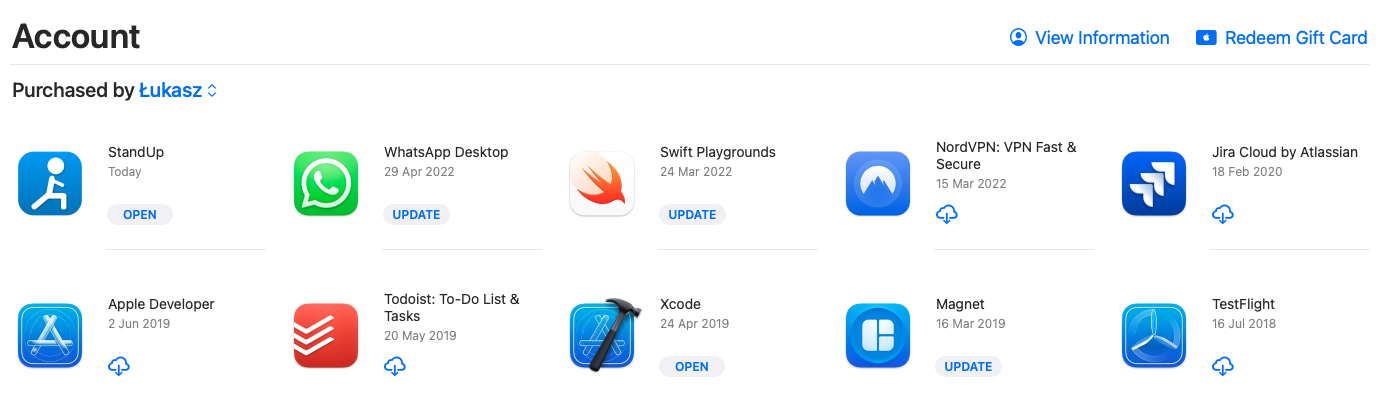 Account
View Information
Redeem Gift Card
Purchased by Łukasz
StandUp
Today
OPEN
WhatsApp Desktop
29 Apr 2022
UPDATE
Swift Playgrounds
24 Mar 2022
UPDATE
NordVPN: VPN Fast &
Secure
15 Mar 2022
Jira Cloud by Atlassian
18 Feb 2020
Apple Developer
2 Jun 2019
Todoist: To-Do List &
Tasks
20 May 2019
Xcode
24 Apr 2019
OPEN
Magnet
16 Mar 2019
UPDATE
TestFlight
16 Jul 2018